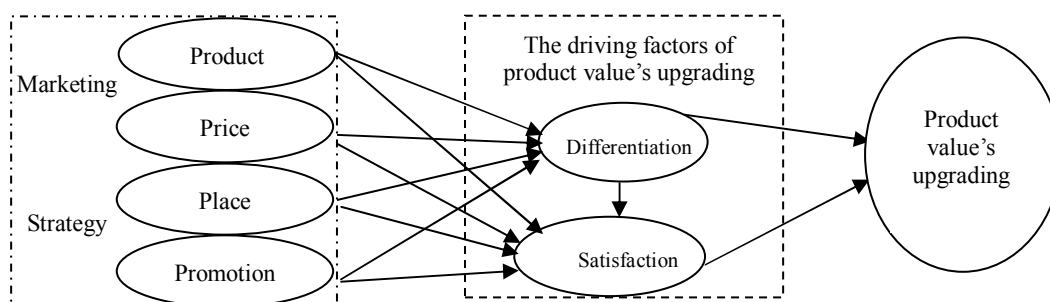 Marketing
Strategy
Product
Price
Place
Promotion
The driving factors of
product value's upgrading
Differentiation
Satisfaction
Product
value's
upgrading